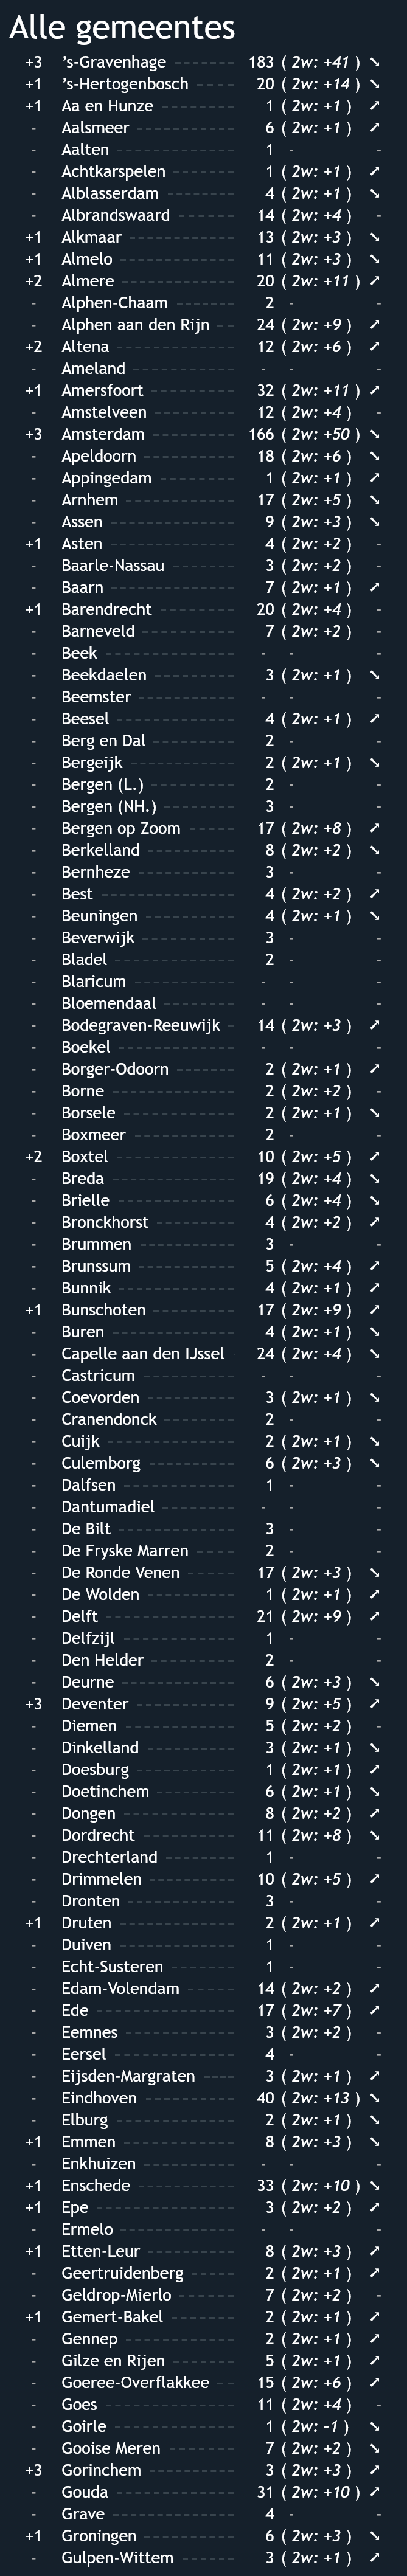 Alle gemeentes
+3 's-Gravenhage 183 ( 2w: +41 ) ➘
+1 's-Hertogenbosch 20 ( 2w: +14 ) ➘
+1 Aa en Hunze 1 ( 2w: +1 ) ➚
- Aalsmeer 6 ( 2w: +1 ) ➚
- Aalten 1 - -
- Achtkarspelen 1 ( 2w: +1 ) ➚
- Alblasserdam 4 ( 2w: +1 ) ➘
- Albrandswaard 14 ( 2w: +4 ) -
+1 Alkmaar 13 ( 2w: +3 ) ➘
+1 Almelo 11 ( 2w: +3 ) ➘
+2 Almere 20 ( 2w: +11 ) ➚
- Alphen-Chaam 2 - -
- Alphen aan den Rijn 24 ( 2w: +9 ) ➚
+2 Altena 12 ( 2w: +6 ) ➚
- Ameland - - -
+1 Amersfoort 32 ( 2w: +11 ) ➚
- Amstelveen 12 ( 2w: +4 ) -
+3 Amsterdam 166 ( 2w: +50 ) ➘
- Apeldoorn 18 ( 2w: +6 ) ➘
- Appingedam 1 ( 2w: +1 ) ➚
- Arnhem 17 ( 2w: +5 ) ➘
- Assen 9 ( 2w: +3 ) ➘
+1 Asten 4 ( 2w: +2 ) -
- Baarle-Nassau 3 ( 2w: +2 ) -
- Baarn 7 ( 2w: +1 ) ➚
+1 Barendrecht 20 ( 2w: +4 ) -
- Barneveld 7 ( 2w: +2 ) -
- Beek - - -
- Beekdaelen 3 ( 2w: +1 ) ➘
- Beemster - - -
- Beesel 4 ( 2w: +1 ) ➚
- Berg en Dal 2 - -
- Bergeijk 2 ( 2w: +1 ) ➘
- Bergen (L.) 2 - -
- Bergen (NH.) 3 - -
- Bergen op Zoom 17 ( 2w: +8 ) ➚
- Berkelland 8 ( 2w: +2 ) ➘
- Bernheze 3 - -
- Best 4 ( 2w: +2 ) ➚
- Beuningen 4 ( 2w: +1 ) ➘
- Beverwijk 3 - -
- Bladel 2 - -
- Blaricum - - -
- Bloemendaal - - -
- Bodegraven-Reeuwijk 14 ( 2w: +3 ) ➚
- Boekel - - -
- Borger-Odoorn 2 ( 2w: +1 ) ➚
- Borne 2 ( 2w: +2 ) -
- Borsele 2 ( 2w: +1 ) ➘
- Boxmeer 2 - -
+2 Boxtel 10 ( 2w: +5 ) ➚
- Breda 19 ( 2w: +4 ) ➘
- Brielle 6 ( 2w: +4 ) ➘
- Bronckhorst 4 ( 2w: +2 ) ➚
- Brummen 3 - -
- Brunssum 5 ( 2w: +4 ) ➚
- Bunnik 4 ( 2w: +1 ) ➚
+1 Bunschoten 17 ( 2w: +9 ) ➚
- Buren 4 ( 2w: +1 ) ➘
- Capelle aan den IJssel 24 ( 2w: +4 ) ➘
- Castricum - - -
- Coevorden 3 ( 2w: +1 ) ➘
- Cranendonck 2 - -
- Cuijk 2 ( 2w: +1 ) ➘
- Culemborg 6 ( 2w: +3 ) ➘
- Dalfsen 1 - -
- Dantumadiel - - -
- De Bilt 3 - -
- De Fryske Marren 2 - -
- De Ronde Venen 17 ( 2w: +3 ) ➘
- De Wolden 1 ( 2w: +1 ) ➚
- Delft 21 ( 2w: +9 ) ➚
- Delfzijl 1 - -
- Den Helder 2 - -
- Deurne 6 ( 2w: +3 ) ➘
+3 Deventer 9 ( 2w: +5 ) ➚
- Diemen 5 ( 2w: +2 ) -
- Dinkelland 3 ( 2w: +1 ) ➘
- Doesburg 1 ( 2w: +1 ) ➚
- Doetinchem 6 ( 2w: +1 ) ➘
- Dongen 8 ( 2w: +2 ) ➚
- Dordrecht 11 ( 2w: +8 ) ➘
- Drechterland 1 - -
- Drimmelen 10 ( 2w: +5 ) ➚
- Dronten 3 - -
+1 Druten 2 ( 2w: +1 ) ➚
- Duiven 1 - -
- Echt-Susteren 1 - -
- Edam-Volendam 14 ( 2w: +2 ) ➚
- Ede 17 ( 2w: +7 ) ➚
- Eemnes 3 ( 2w: +2 ) -
- Eersel 4 - -
- Eijsden-Margraten 3 ( 2w: +1 ) ➚
- Eindhoven 40 ( 2w: +13 ) ➘
- Elburg 2 ( 2w: +1 ) ➘
+1 Emmen 8 ( 2w: +3 ) ➘
- Enkhuizen - - -
+1 Enschede 33 ( 2w: +10 ) ➘
+1 Epe 3 ( 2w: +2 ) ➚
- Ermelo - - -
+1 Etten-Leur 8 ( 2w: +3 ) ➚
- Geertruidenberg 2 ( 2w: +1 ) ➚
- Geldrop-Mierlo 7 ( 2w: +2 ) -
+1 Gemert-Bakel 2 ( 2w: +1 ) ➚
- Gennep 2 ( 2w: +1 ) ➚
- Gilze en Rijen 5 ( 2w: +1 ) ➚
- Goeree-Overflakkee 15 ( 2w: +6 ) ➚
- Goes 11 ( 2w: +4 ) -
- Goirle 1 ( 2w: -1 ) ➘
- Gooise Meren 7 ( 2w: +2 ) ➘
+3 Gorinchem 3 ( 2w: +3 ) ➚
- Gouda 31 ( 2w: +10 ) ➚
- Grave 4 - -
+1 Groningen 6 ( 2w: +3 ) ➘
- Gulpen-Wittem 3 ( 2w: +1 ) ➚